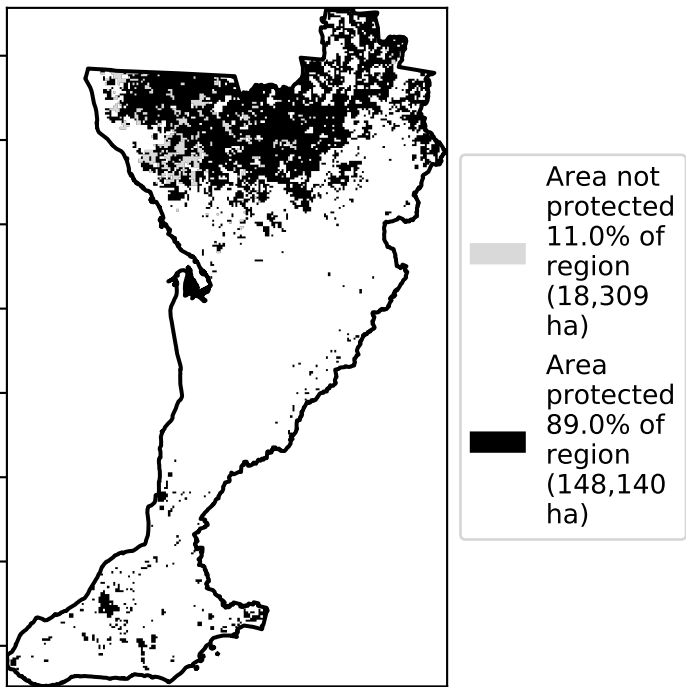 Area not
protected
11.0% of
region
(18,309
ha)
Area
protected
89.0% of
region
(148,140
ha)